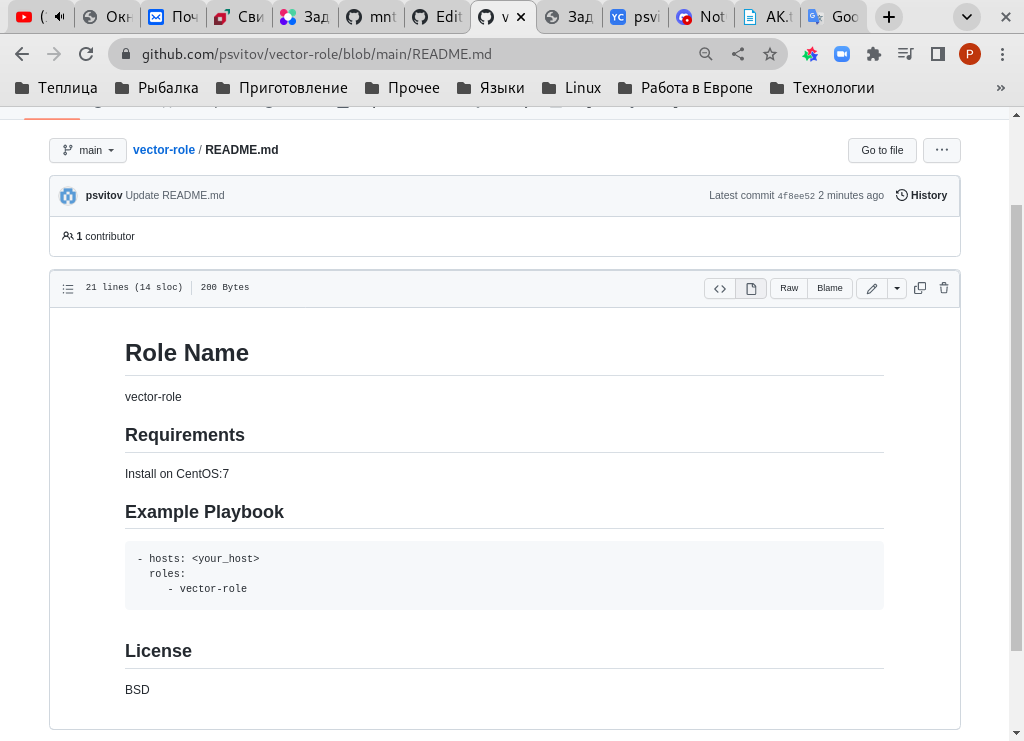 ( Окн Поч Сви Зад mnt Edit v Зад YC psvi Not AK.t Goo
github.com/psvitov/vector-role/blob/main/README.md P
Теплица Рыбалка Приготовление Прочее Языки Linux Работа в Европе Технологии »
main vector-role / README.md Go to file ...
psvitov Update README.md Latest commit 4f8ee52 2 minutes ago History
1 contributor
21 lines (14 sloc) 200 Bytes <> Raw Blame
Role Name
vector-role
Requirements
Install on CentOS:7
Example Playbook
- hosts: <your_host>
roles:
- vector-role
License
BSD